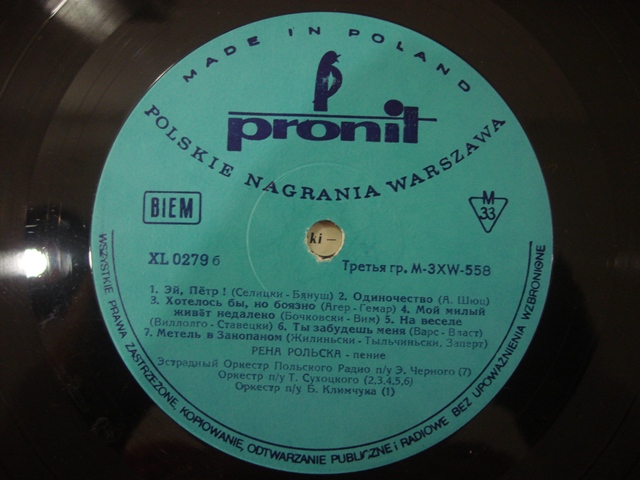 MADE IN POLAND
pronit
POLSKIE NAGRANIA WARSZAWA
BIEM
M
33
ki –
XL 0279 б
Третья гр. М-3XW-558
1. Эй, Пётр! (Селицки - Бянуш) 2. Одиночество (А. Шюц)
3. Хотелось бы, но боязно (Агер - Гемар) 4. Мой милый
живёт недалеко (Бочковски - Вим) 5. На веселе
(Виллолго - Ставецки) 6. Ты забудешь меня (Варс - Власт)
7. Метель в Закопаном (Жилиньски - Тыльчиньски, Заперт)
РЕНА РОЛЬСКА - пение
Эстрадный Оркестр Польского Радио п/у Э. Черного (7)
Оркестр п/у Т. Сухоцкого (2,3,4,5,6)
Оркестр п/у Б. Климчука (1)
WSZYSTKIE PRAWA ZASTRZEŻONE, KOPIOWANIE, ODTWARZANIE PUBLICZNE i RADIOWE BEZ UPOWAŻNIENIA WZBRONIONE